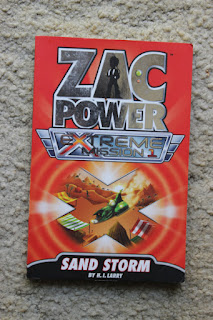 ZAC
POWER
EXTREME
MISSION 1
SAND STORM
BY H. I. LARRY